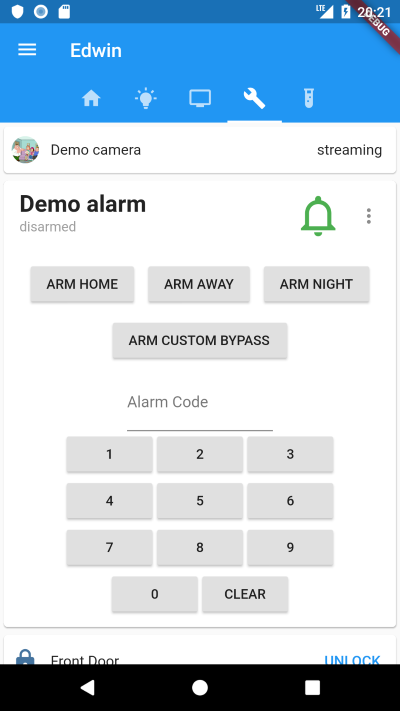 LTE 20:21
DEBUG
Edwin
Demo camera streaming
Demo alarm
disarmed
ARM HOME ARM AWAY ARM NIGHT
ARM CUSTOM BYPASS
Alarm Code
1 2 3
4 5 6
7 8 9
0 CLEAR
Front Door UNLOCK